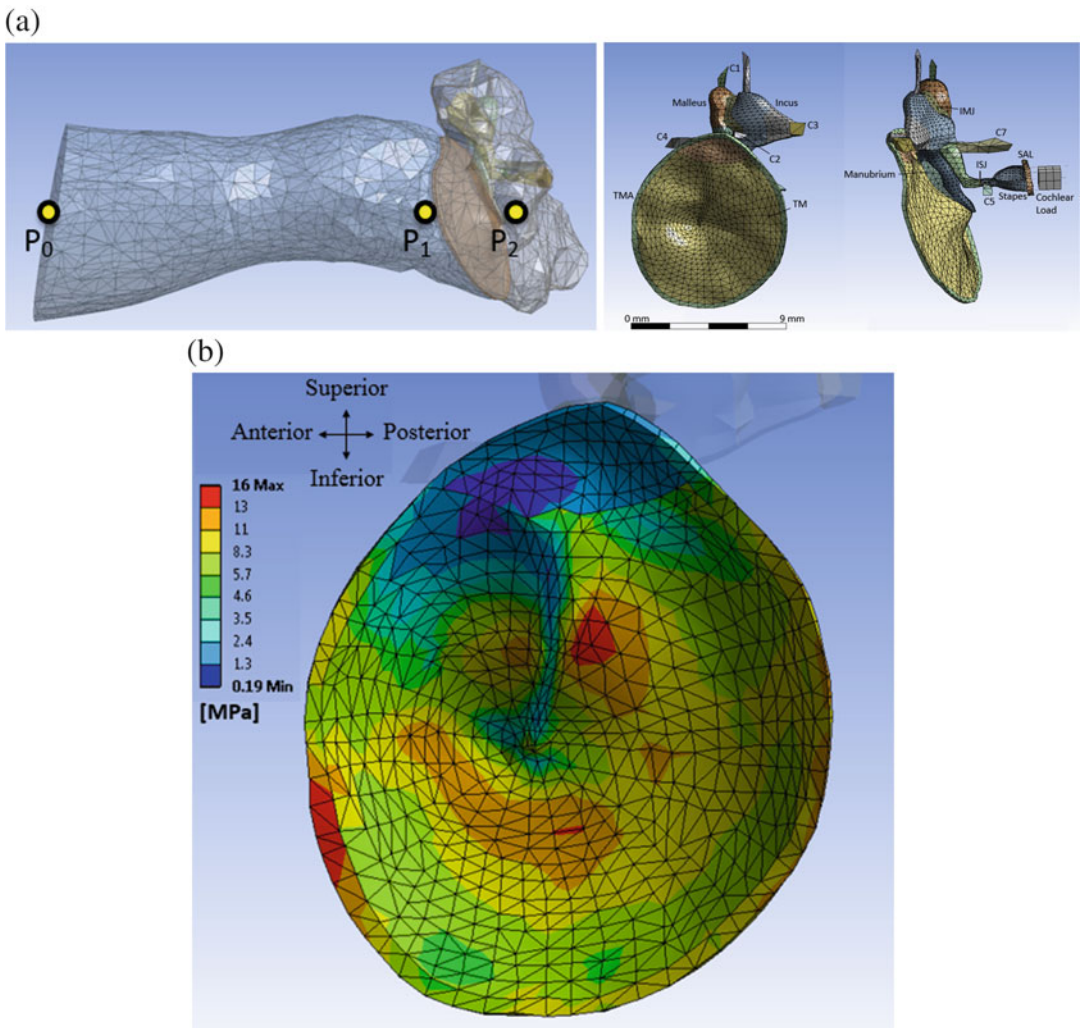 (a)
P0 P1 P2
C1
Malleus Incus
IMJ
C4 C3
C2
C7
SAL
ISJ
Manubrium
TMA TM
C5 Stapes Cochlear
Load
0 mm 9 mm
(b)
Superior
Anterior Posterior
Inferior
16 Max
13
11
8.3
5.7
4.6
3.5
2.4
1.3
0.19 Min
[MPa]